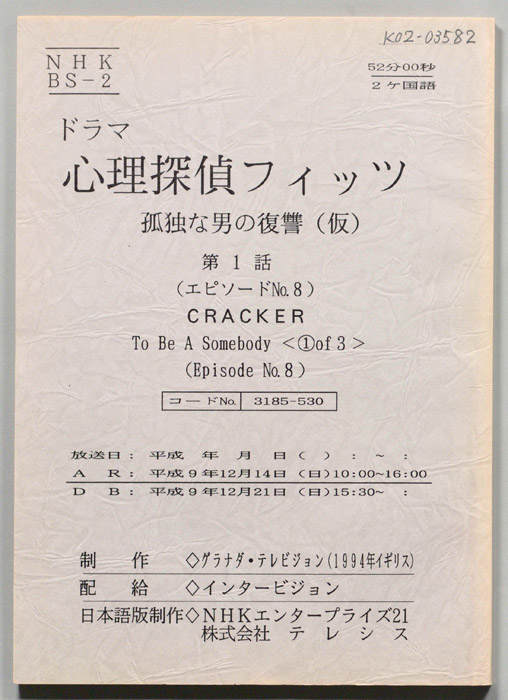 K02-03582
NHK
BS-2
52分00秒
2ケ国語
ドラマ
心理探偵フィッツ
孤独な男の復讐(仮)
第1話
(エピソードNo.8)
CRACKER
To Be A Somebody <①of3>
(Episode No.8)
コードNo. 3185-530
放送日: 平成 年 月 日( ) : ~ :
A R: 平成9年12月14日(日)10:00~16:00
D B: 平成9年12月21日(日)15:30~ :
制 作◇グラナダ・テレビジョン(1994年イギリス)
配 給◇インタービジョン
日本語版制作◇NHKエンタープライズ21
株式会社 テレシス